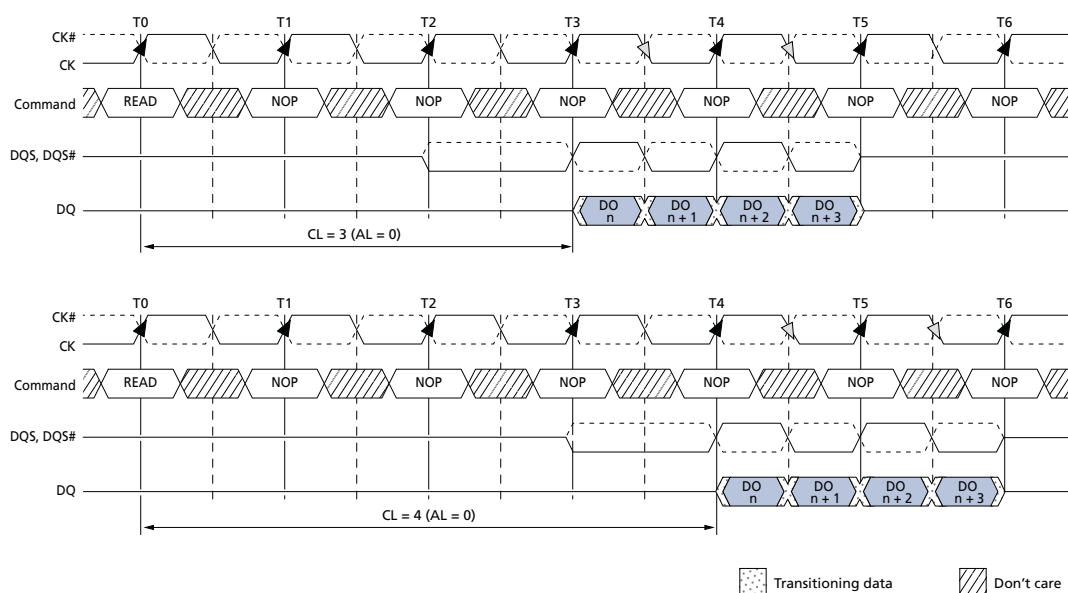 T0 T1 T2 T3 T4 T5 T6
CK#
CK
Command READ NOP NOP NOP NOP NOP NOP
DQS, DQS#
DQ DO n DO n + 1 DO n + 2 DO n + 3
CL = 3 (AL = 0)
T0 T1 T2 T3 T4 T5 T6
CK#
CK
Command READ NOP NOP NOP NOP NOP NOP
DQS, DQS#
DQ DO n DO n + 1 DO n + 2 DO n + 3
CL = 4 (AL = 0)
Transitioning data Don't care